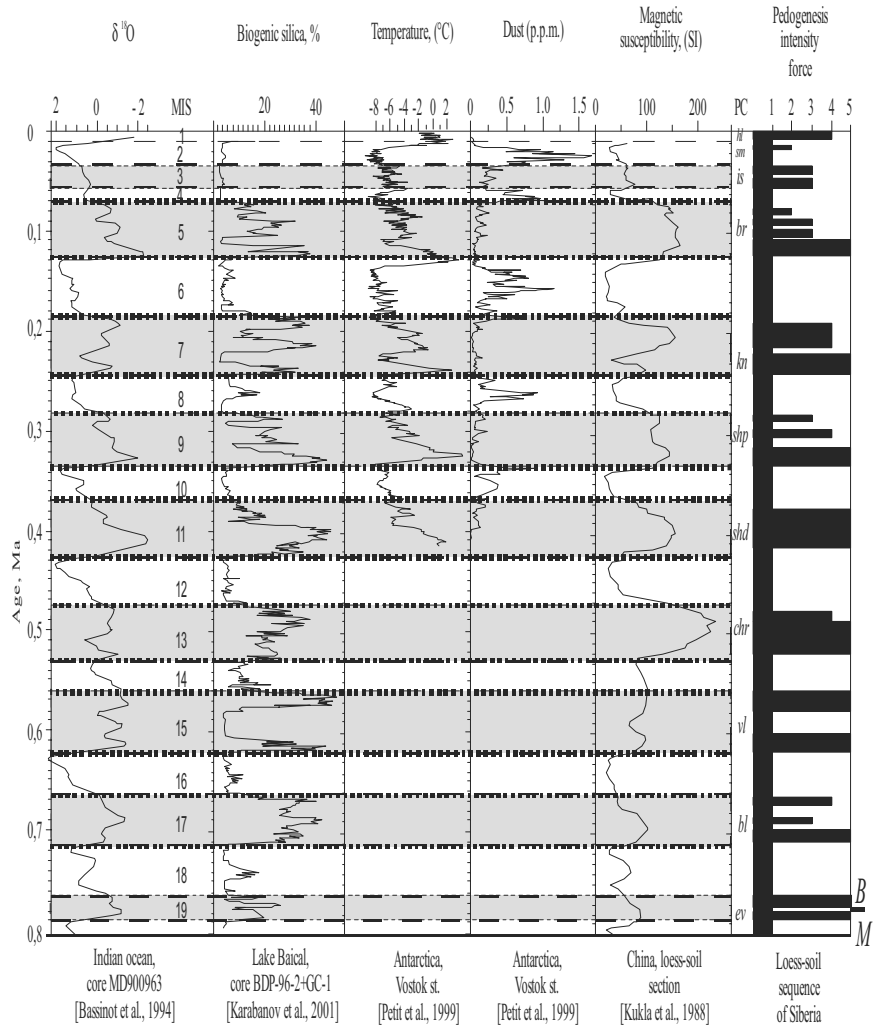 δ 18O
Biogenic silica, %
Temperature, (°C)
Dust (p.p.m.)
Magnetic
susceptibility, (SI)
Pedogenesis
intensity
force
2 0 -2 MIS
20 40
-8 -6 -4 -2 0 2
0 0.5 1.0 1.5
0 100 200
PC 1 2 3 4 5
Age, Ma
0
0,1
0,2
0,3
0,4
0,5
0,6
0,7
0,8
1
2
3
4
5
6
7
8
9
10
11
12
13
14
15
16
17
18
19
hl
sm
is
br
kn
shp
shd
chr
vl
bl
ev
B
M
Indian ocean,
core MD900963
[Bassinot et al., 1994]
Lake Baical,
core BDP-96-2+GC-1
[Karabanov et al., 2001]
Antarctica,
Vostok st.
[Petit et al., 1999]
Antarctica,
Vostok st.
[Petit et al., 1999]
China, loess-soil
section
[Kukla et al., 1988]
Loess-soil
sequence
of Siberia